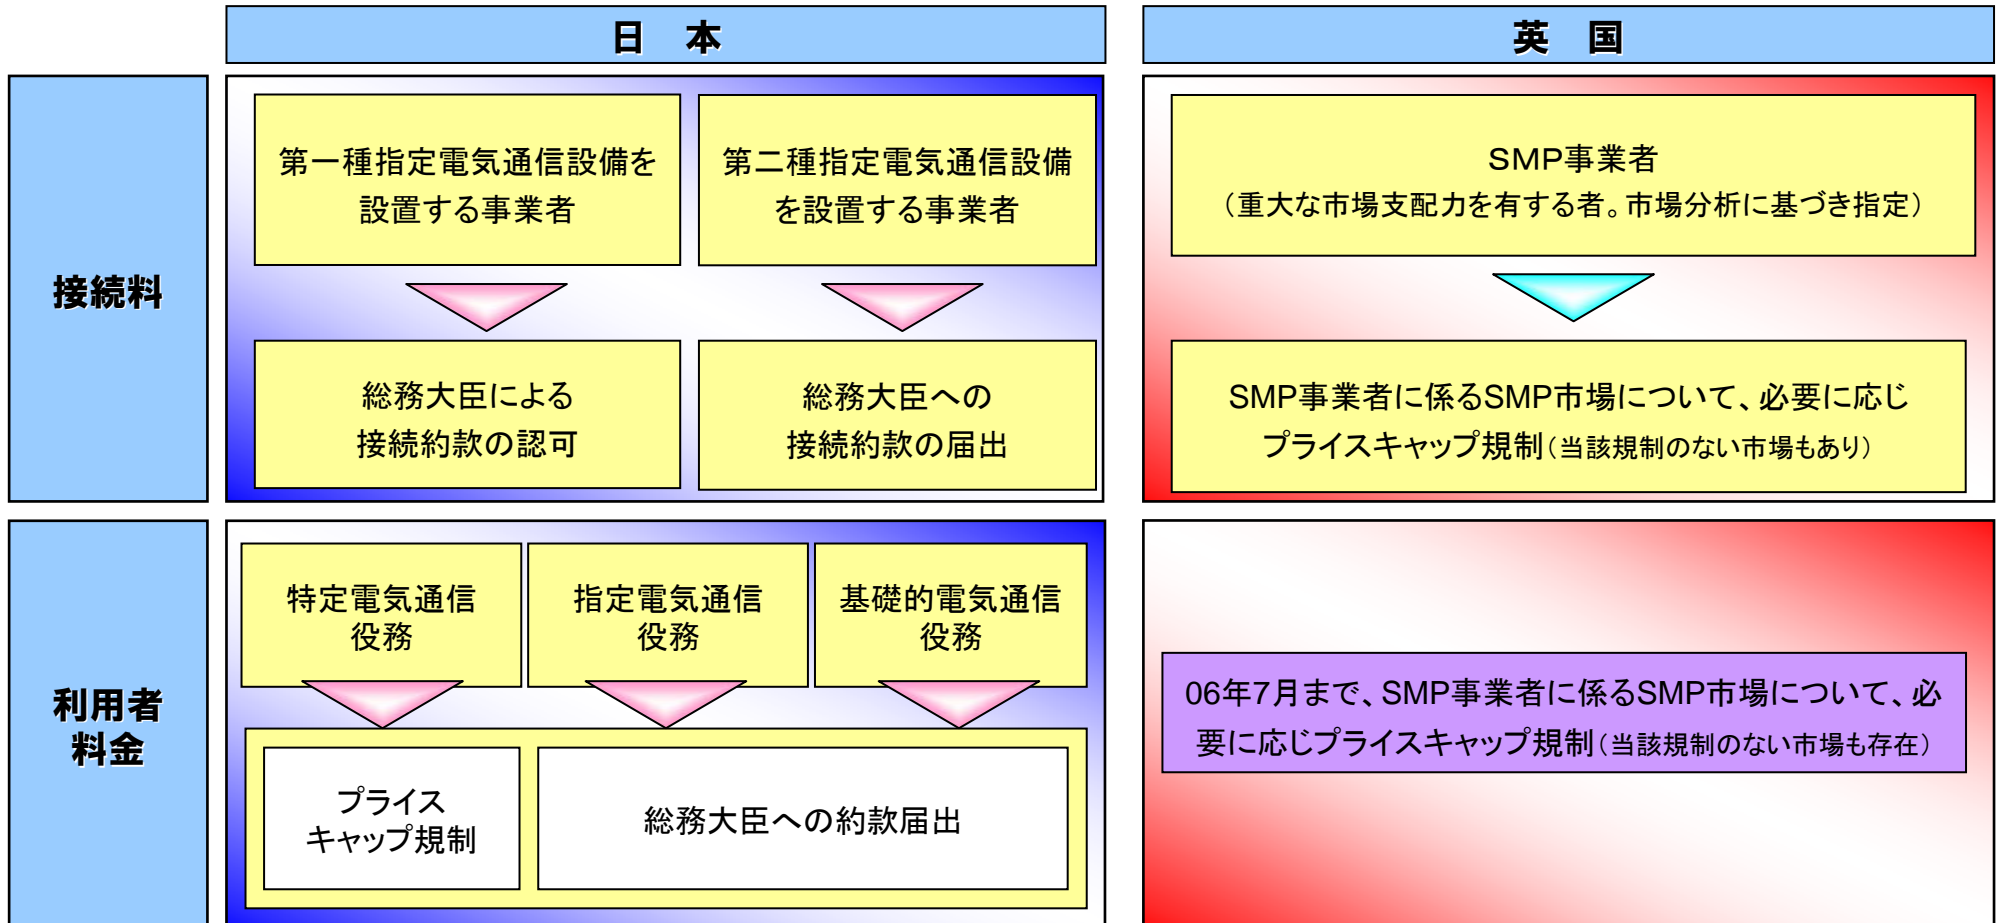 日 本
英 国
接続料
第一種指定電気通信設備を
設置する事業者
第二種指定電気通信設備
を設置する事業者
総務大臣による
接続約款の認可
総務大臣への
接続約款の届出
SMP事業者
（重大な市場支配力を有する者。市場分析に基づき指定）
SMP事業者に係るSMP市場について、必要に応じ
プライスキャップ規制（当該規制のない市場もあり）
利用者
料金
特定電気通信
役務
指定電気通信
役務
基礎的電気通信
役務
プライス
キャップ規制
総務大臣への約款届出
06年7月まで、SMP事業者に係るSMP市場について、必
要に応じプライスキャップ規制（当該規制のない市場も存在）